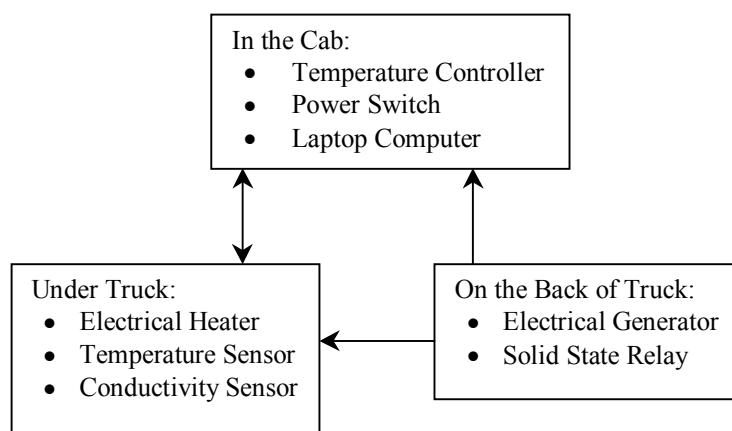 In the Cab:
• Temperature Controller
• Power Switch
• Laptop Computer
Under Truck:
• Electrical Heater
• Temperature Sensor
• Conductivity Sensor
On the Back of Truck:
• Electrical Generator
• Solid State Relay